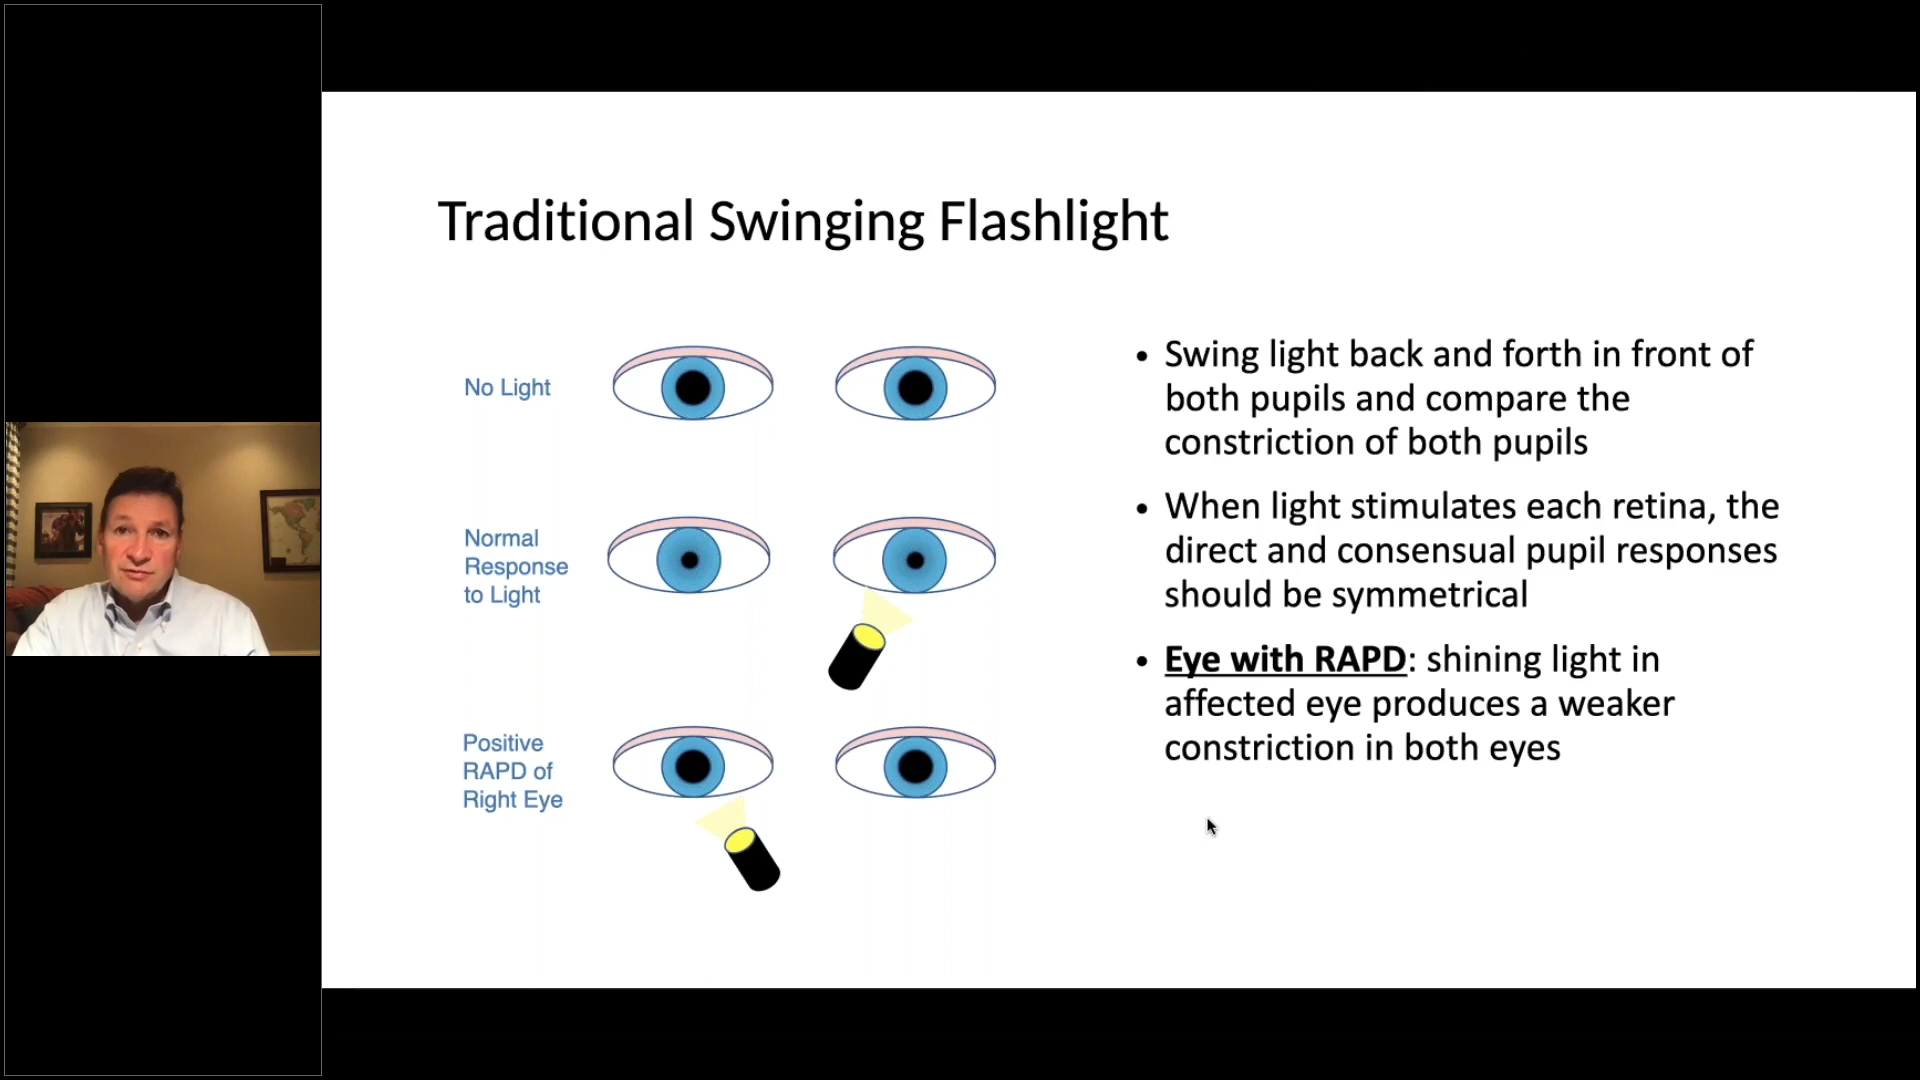 Traditional Swinging Flashlight
No Light
Normal
Response
to Light
Positive
RAPD of
Right Eye
• Swing light back and forth in front of
both pupils and compare the
constriction of both pupils
• When light stimulates each retina, the
direct and consensual pupil responses
should be symmetrical
• Eye with RAPD: shining light in
affected eye produces a weaker
constriction in both eyes